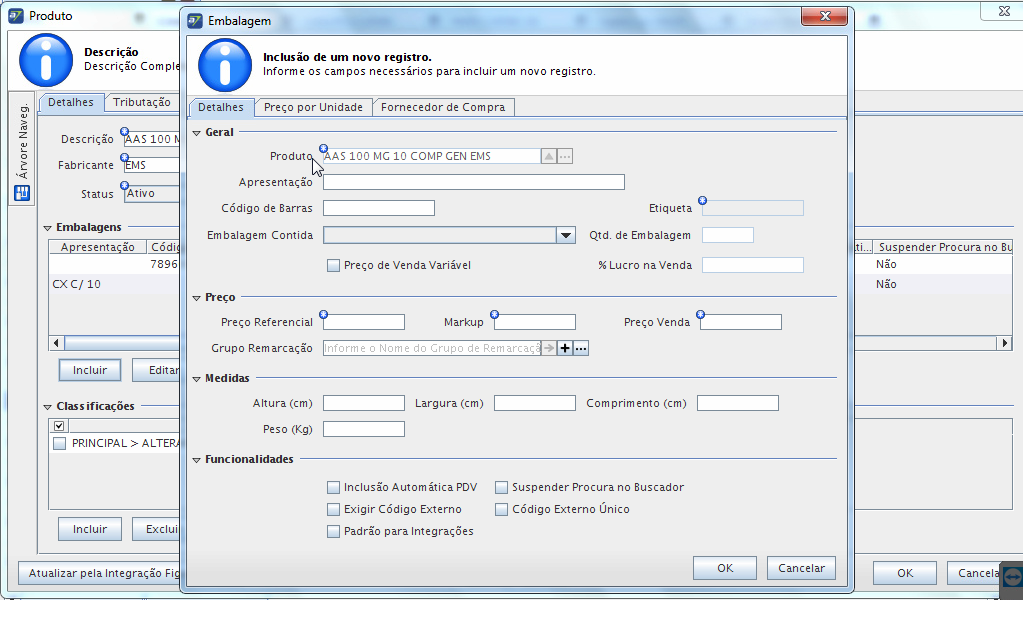 Produto
Embalagem
Descrição
Descrição Comple
Inclusão de um novo registro.
Informe os campos necessários para incluir um novo registro.
Árvore Naveg.
Detalhes Tributação
Descrição AAS 100 M
Fabricante EMS
Status Ativo
Embalagens
Apresentação Códig
7896
CX C/ 10
Incluir Editar
Classificações
PRINCIPAL > ALTERA
Incluir Exclui
Atualizar pela Integração Fig
Detalhes Preço por Unidade Fornecedor de Compra
Geral
Produto AAS 100 MG 10 COMP GEN EMS
Apresentação
Código de Barras Etiqueta
Embalagem Contida Qtd. de Embalagem
Preço de Venda Variável % Lucro na Venda
Preço
Preço Referencial Markup Preço Venda
Grupo Remarcação Informe o Nome do Grupo de Remarcaçã
Medidas
Altura (cm) Largura (cm) Comprimento (cm)
Peso (Kg)
Funcionalidades
Inclusão Automática PDV Suspender Procura no Buscador
Exigir Código Externo Código Externo Único
Padrão para Integrações
OK Cancelar
ti... Suspender Procura no Bu
Não
Não
OK Cancela